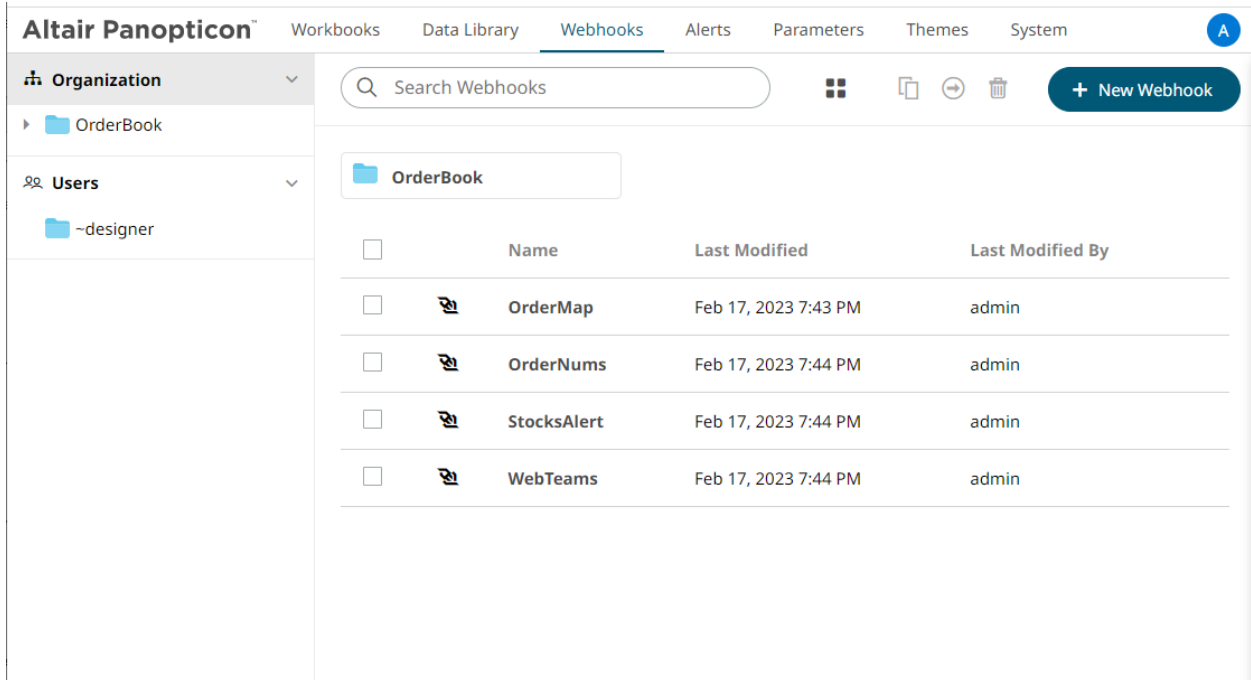 Altair Panopticon™ Workbooks Data Library Webhooks Alerts Parameters Themes System A
Organization
OrderBook
Users
~designer
Search Webhooks + New Webhook
OrderBook
Name Last Modified Last Modified By
OrderMap Feb 17, 2023 7:43 PM admin
OrderNums Feb 17, 2023 7:44 PM admin
StocksAlert Feb 17, 2023 7:44 PM admin
WebTeams Feb 17, 2023 7:44 PM admin